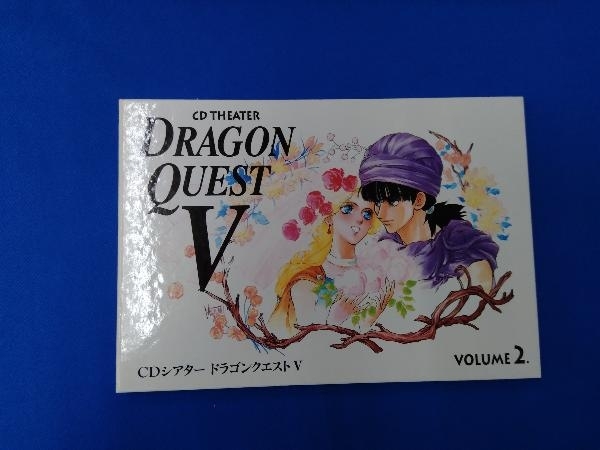 CD THEATER
DRAGON
QUEST
V
CDシアター ドラゴンクエストV
VOLUME 2.